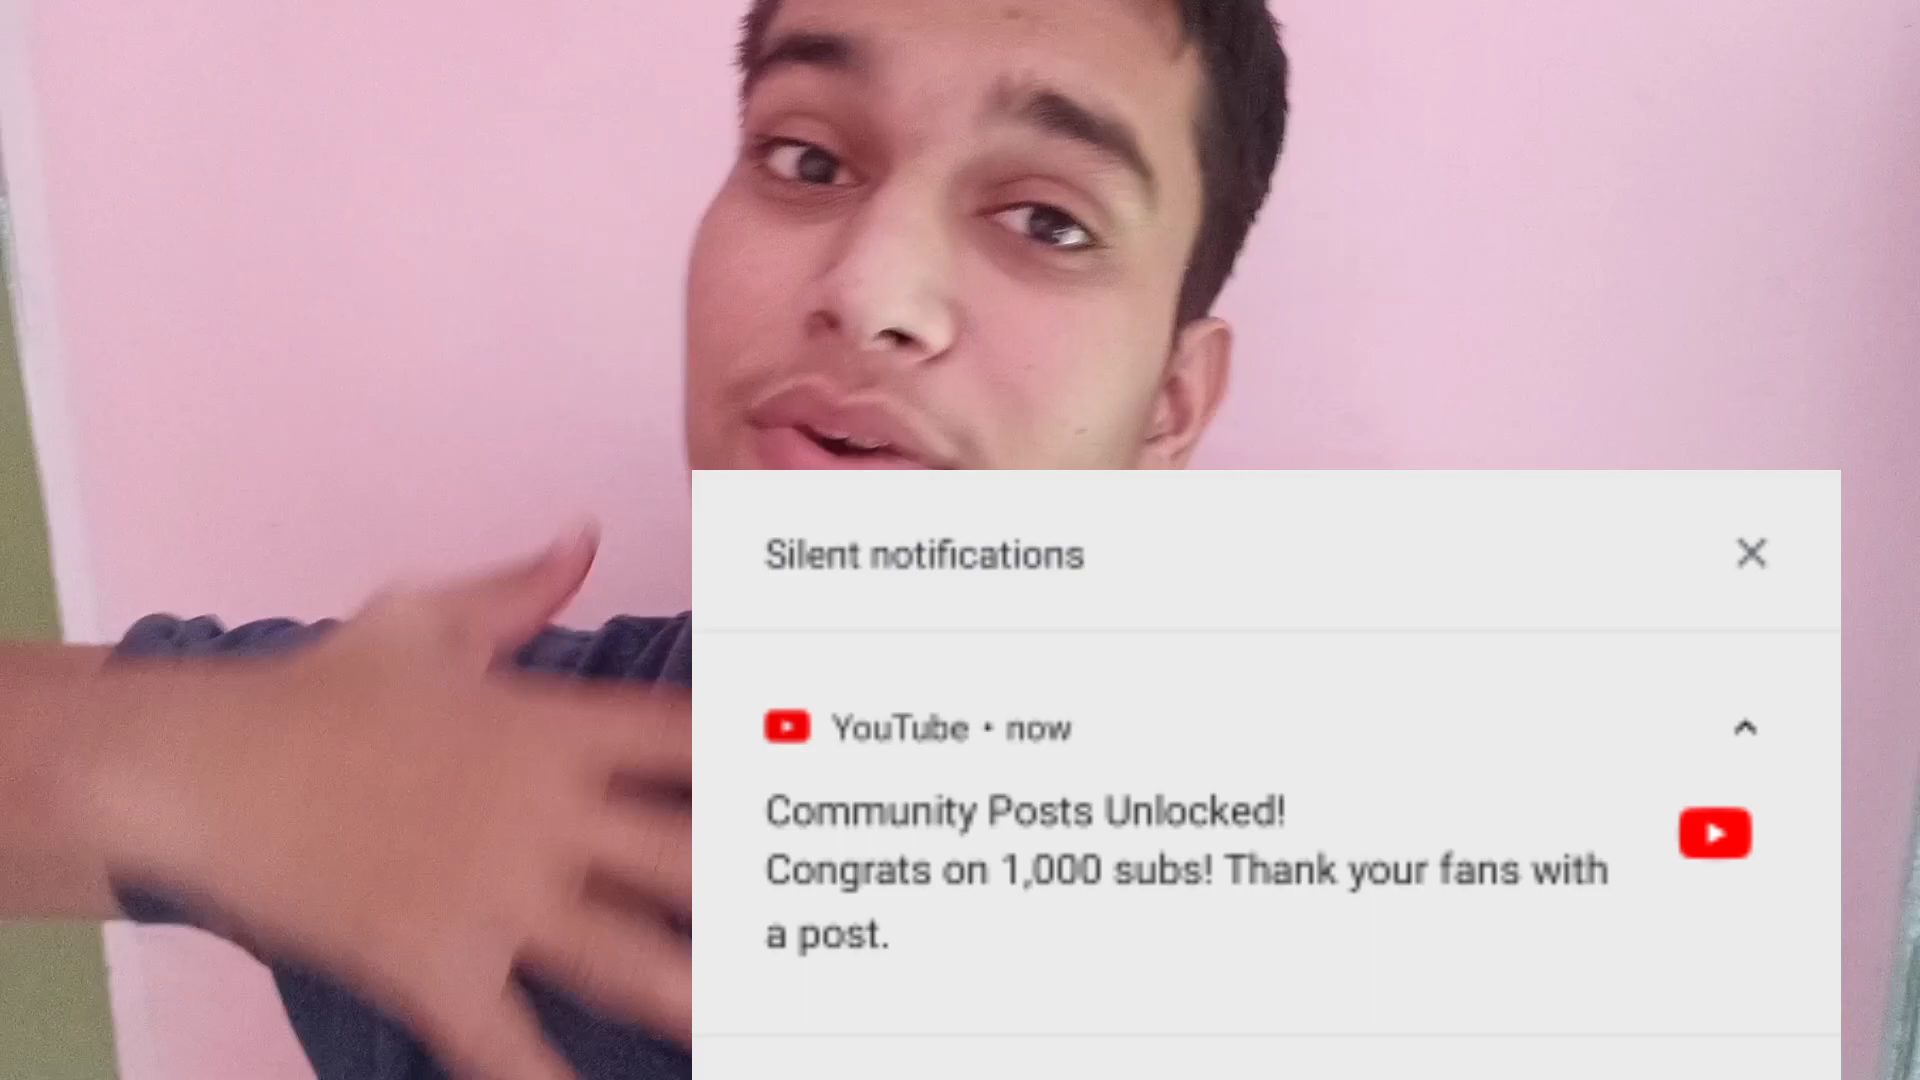 Silent notifications
YouTube • now
Community Posts Unlocked!
Congrats on 1,000 subs! Thank your fans with
a post.